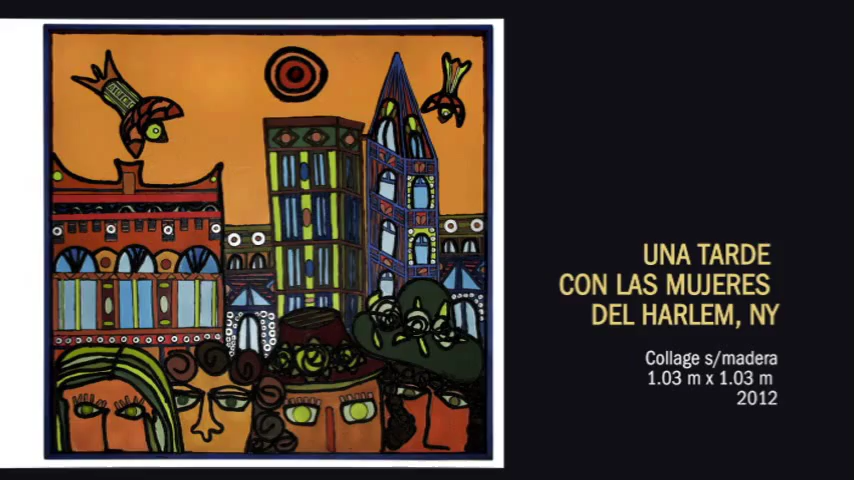 UNA TARDE
CON LAS MUJERES
DEL HARLEM, NY
Collage s/madera
1.03 m x 1.03 m
2012